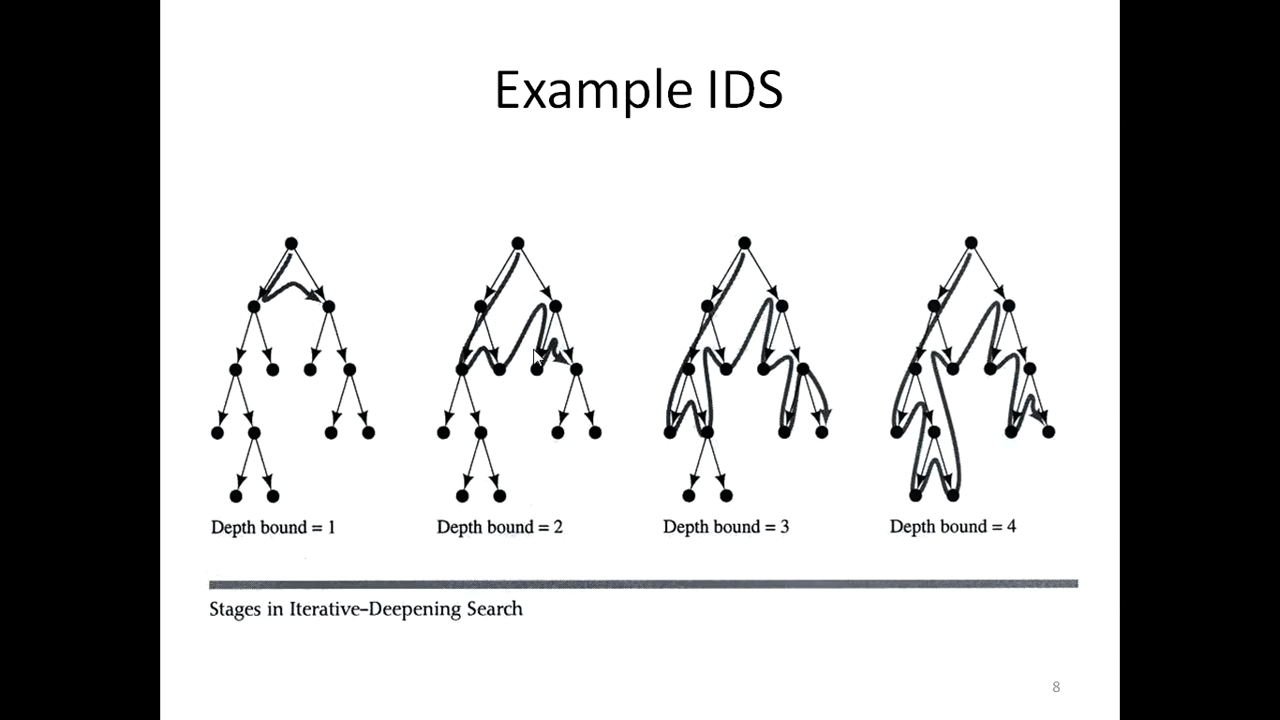 Example IDS
Depth bound = 1
Depth bound = 2
Depth bound = 3
Depth bound = 4
Stages in Iterative–Deepening Search
8